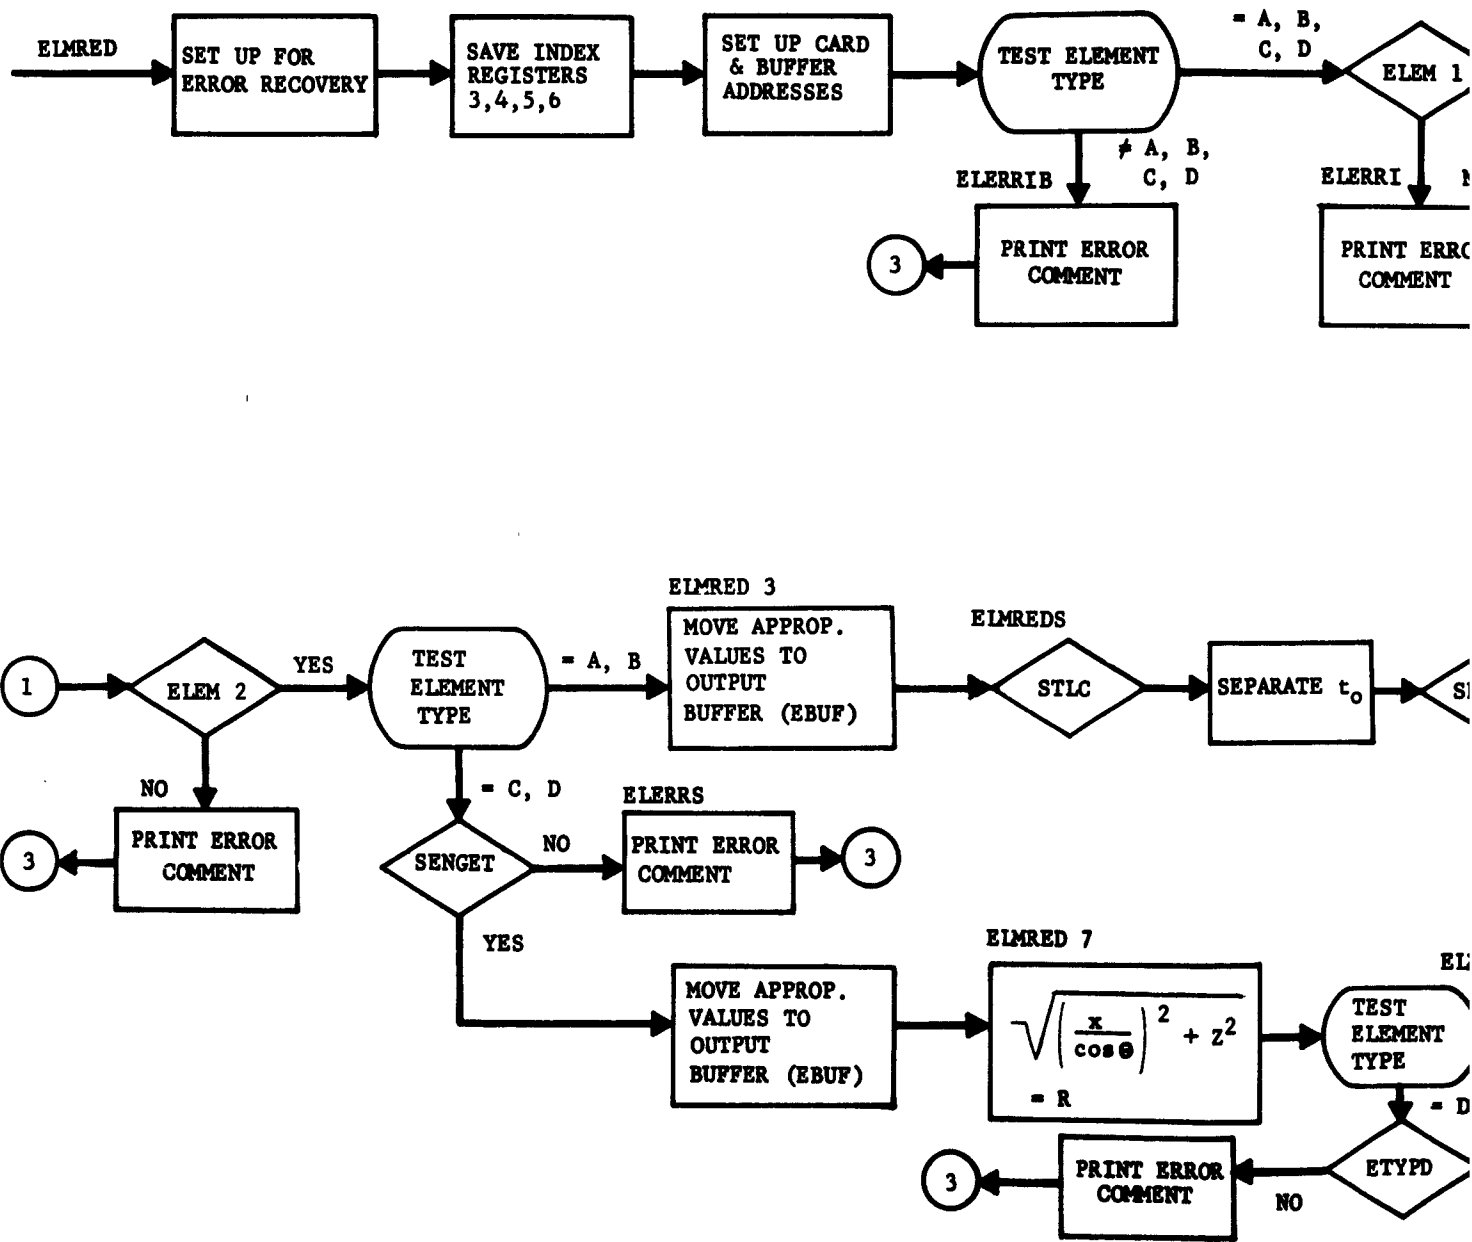 ELMRED
SET UP FOR
ERROR RECOVERY
SAVE INDEX
REGISTERS
3,4,5,6
SET UP CARD
& BUFFER
ADDRESSES
TEST ELEMENT
TYPE
= A, B,
C, D
ELEM 1
≠ A, B,
C, D
ELERRIB
PRINT ERROR
COMMENT
3
ELERRI
PRINT
COMMENT
1
ELEM 2
YES
TEST
ELEMENT
TYPE
= A, B
ELMRED 3
MOVE APPROP.
VALUES TO
OUTPUT
BUFFER (EBUF)
ELMREDS
STLC
SEPARATE t₀
NO
PRINT ERROR
COMMENT
3
= C, D
SENGET
NO
ELERRS
PRINT ERROR
COMMENT
3
YES
MOVE APPROP.
VALUES TO
OUTPUT
BUFFER (EBUF)
ELMRED 7
√(x/cosθ)² + Z²
= R
TEST
ELEMENT
TYPE
= D
ETYPD
NO
PRINT ERROR
COMMENT
3